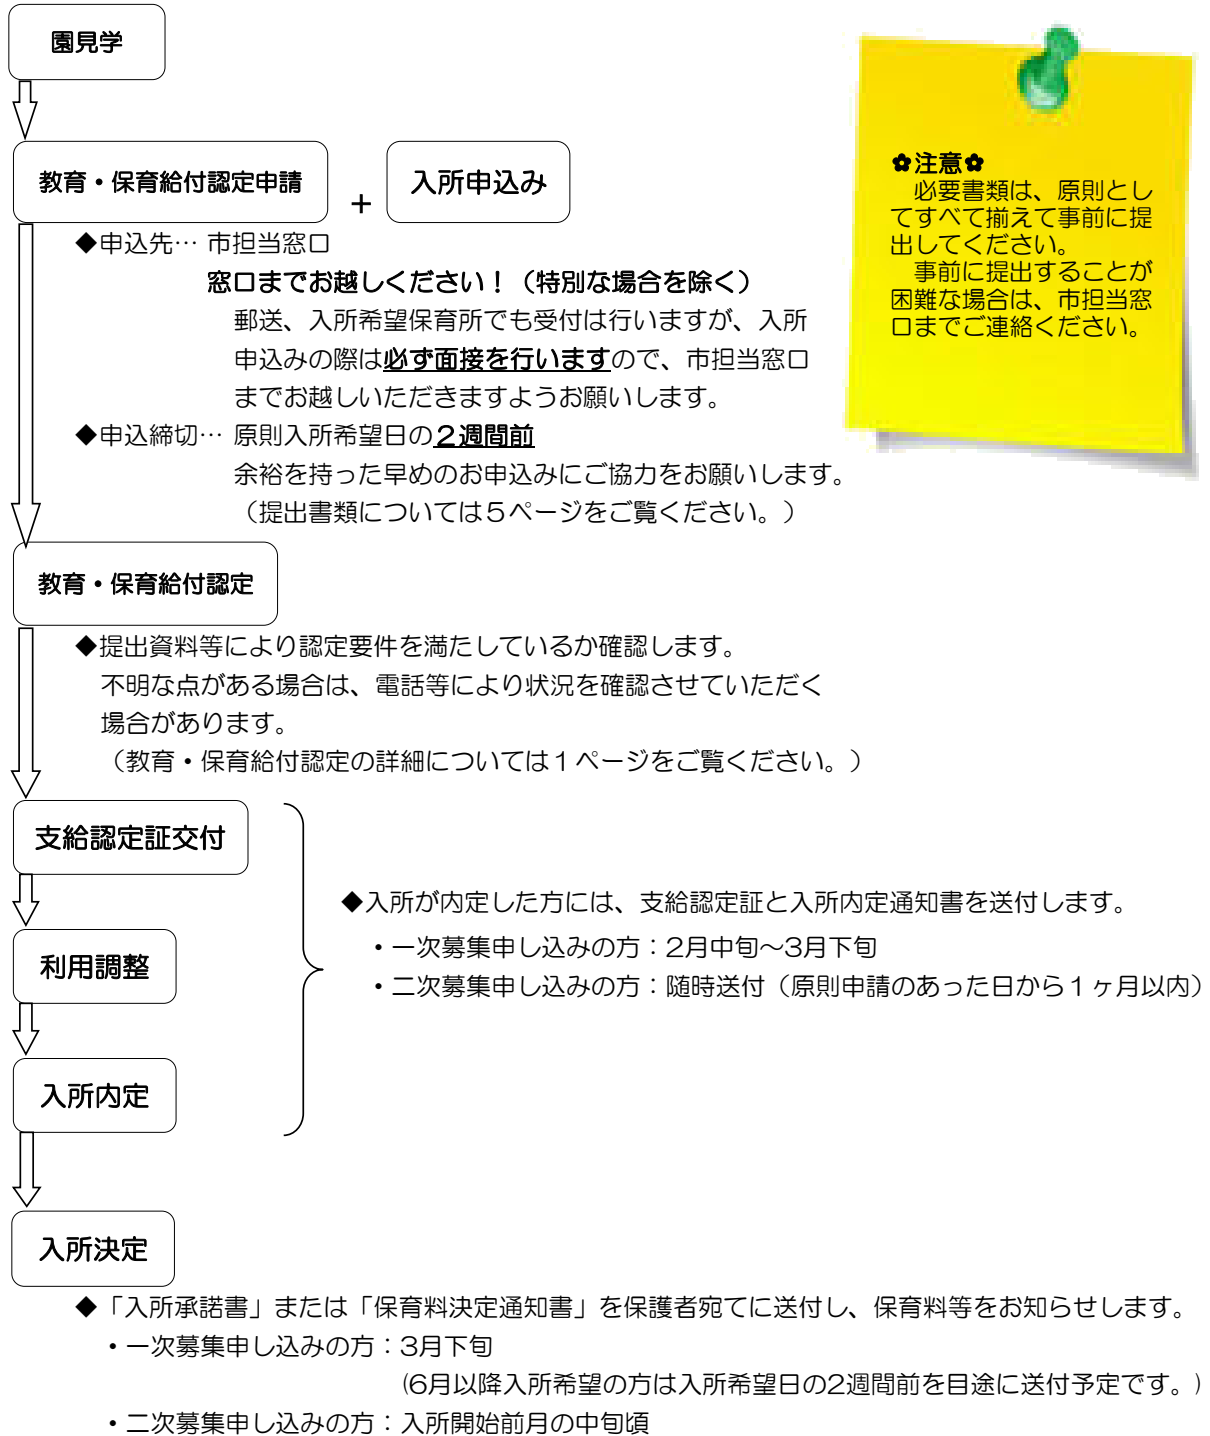 園見学
教育・保育給付認定申請
+
入所申込み
✿注意✿
必要書類は、原則とし
てすべて揃えて事前に提
出してください。
事前に提出することが
困難な場合は、市担当窓
口までご連絡ください。
◆申込先… 市担当窓口
窓口までお越しください！（特別な場合を除く）
郵送、入所希望保育所でも受付は行いますが、入所
申込みの際は必ず面接を行いますので、市担当窓口
までお越しいただきますようお願いします。
◆申込締切… 原則入所希望日の２週間前
余裕を持った早めのお申込みにご協力をお願いします。
（提出書類については５ページをご覧ください。）
教育・保育給付認定
◆提出資料等により認定要件を満たしているか確認します。
不明な点がある場合は、電話等により状況を確認させていただく
場合があります。
（教育・保育給付認定の詳細については１ページをご覧ください。）
支給認定証交付
利用調整
入所内定
◆入所が内定した方には、支給認定証と入所内定通知書を送付します。
・一次募集申し込みの方：2月中旬～3月下旬
・二次募集申し込みの方：随時送付（原則申請のあった日から１ヶ月以内）
入所決定
◆「入所承諾書」または「保育料決定通知書」を保護者宛てに送付し、保育料等をお知らせします。
・一次募集申し込みの方：3月下旬
(6月以降入所希望の方は入所希望日の2週間前を目途に送付予定です。)
・二次募集申し込みの方：入所開始前月の中旬頃